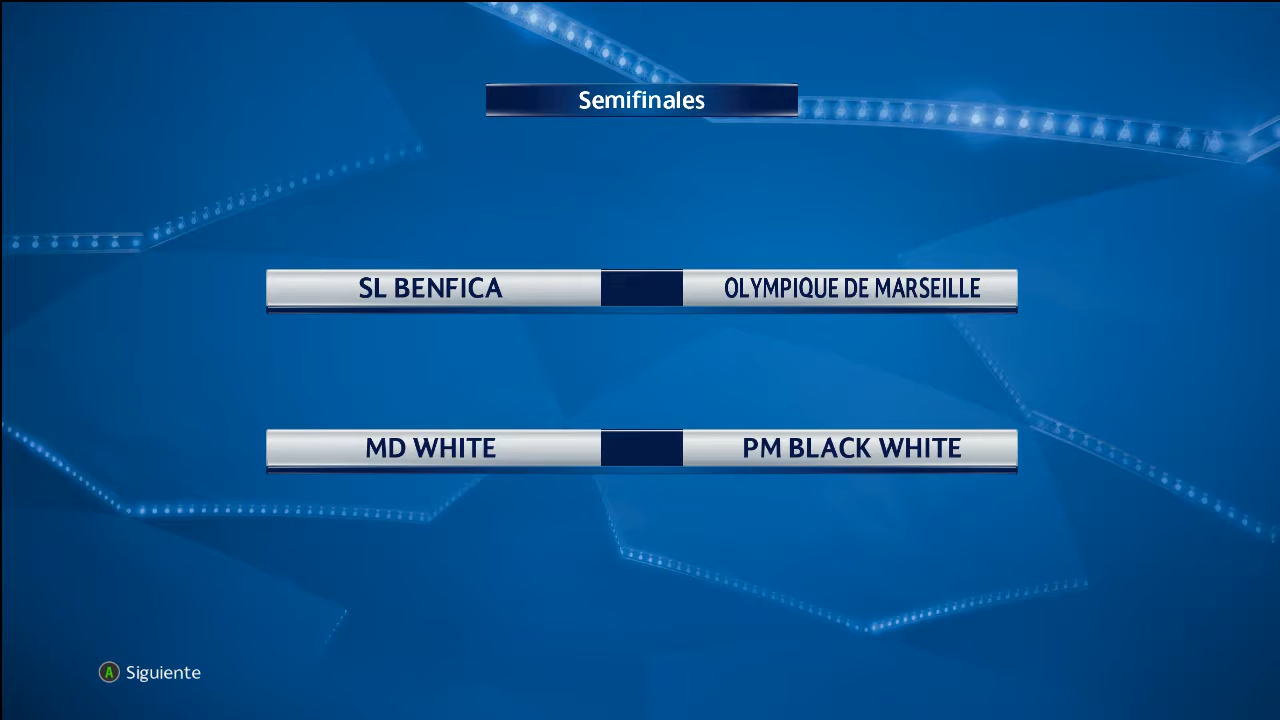 Semifinales
SL BENFICA
OLYMPIQUE DE MARSEILLE
MD WHITE
PM BLACK WHITE
A Siguiente